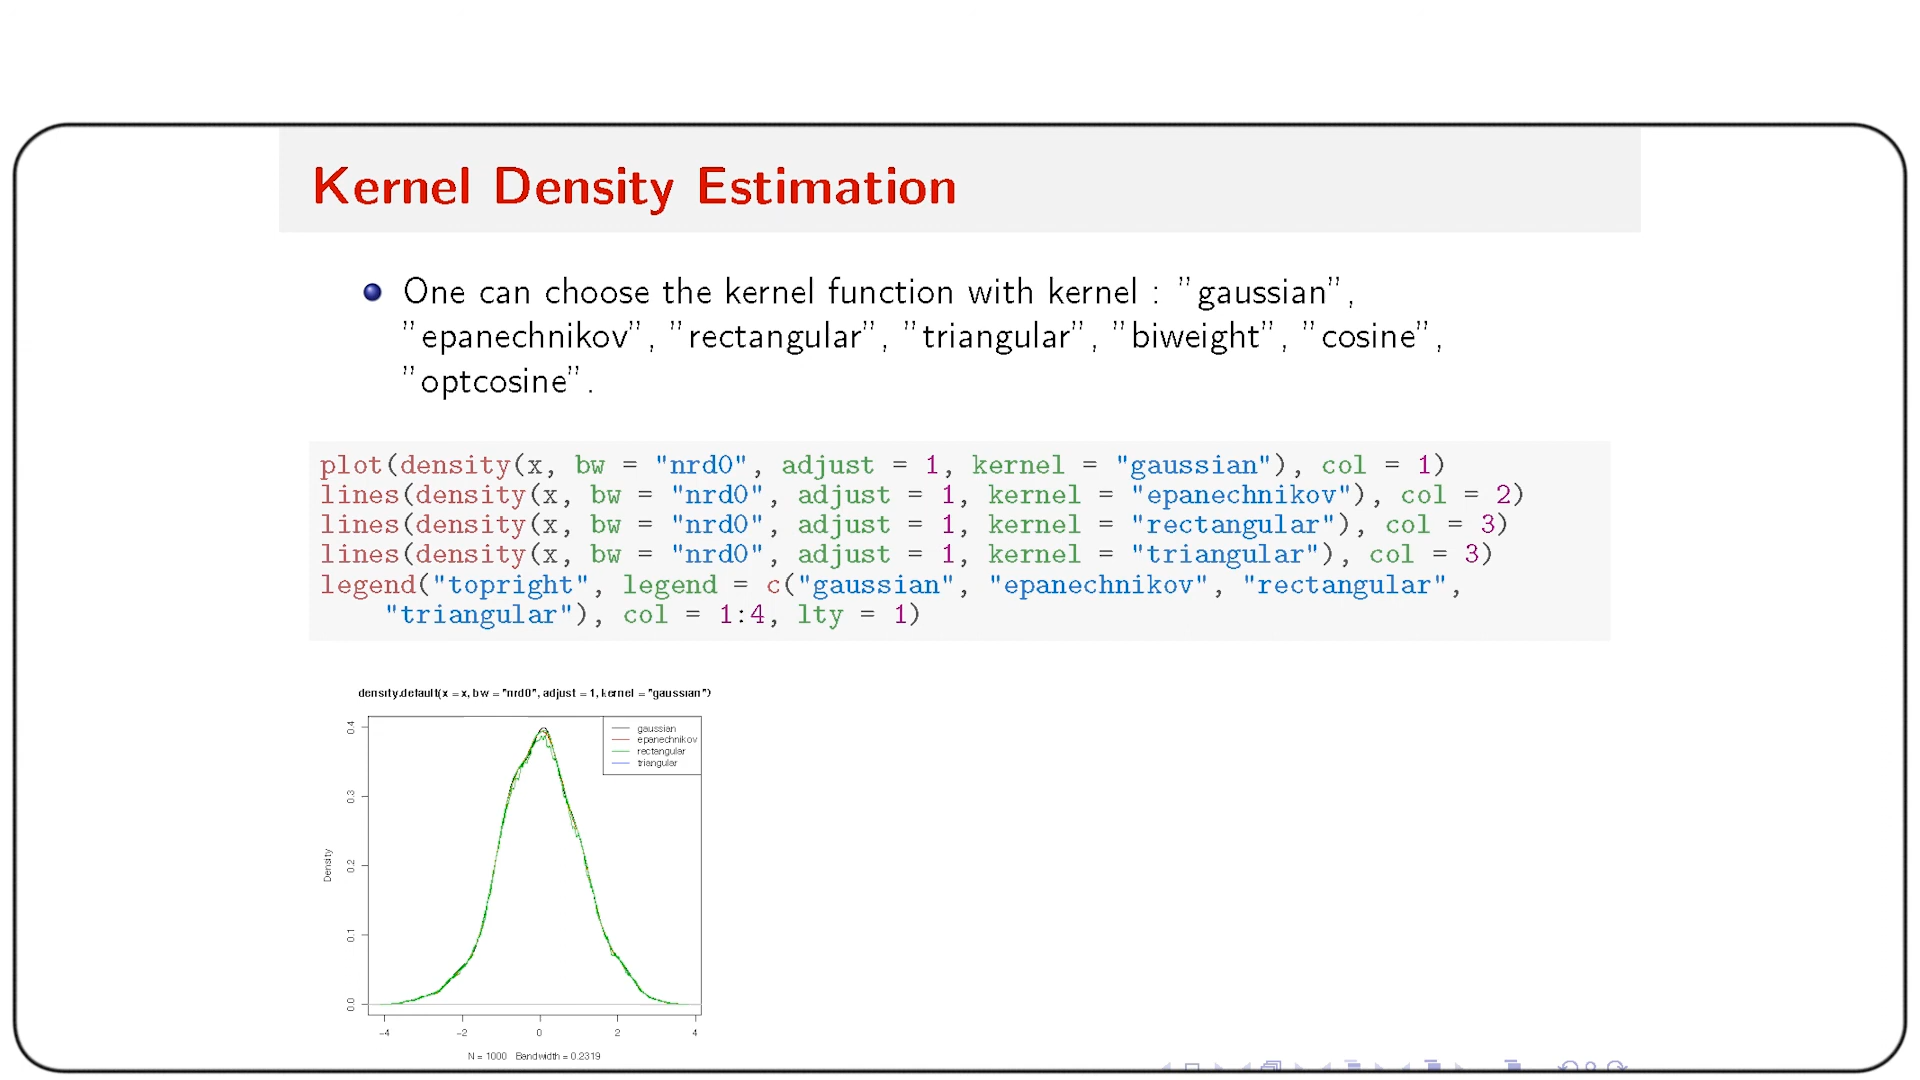 Kernel Density Estimation
One can choose the kernel function with kernel : ”gaussian”,
”epanechnikov”, ”rectangular”, ”triangular”, ”biweight”, ”cosine”,
”optcosine”.
plot(density(x, bw = "nrd0", adjust = 1, kernel = "gaussian"), col = 1)
lines(density(x, bw = "nrd0", adjust = 1, kernel = "epanechnikov"), col = 2)
lines(density(x, bw = "nrd0", adjust = 1, kernel = "rectangular"), col = 3)
lines(density(x, bw = "nrd0", adjust = 1, kernel = "triangular"), col = 3)
legend("topright", legend = c("gaussian", "epanechnikov", "rectangular",
"triangular"), col = 1:4, lty = 1)
density.default(x = x, bw = "nrd0", adjust = 1, kernel = "gaussian")
gaussian
epanechnikov
rectangular
triangular
0.4
0.3
0.2
0.1
0.0
Density
−4 −2 0 2 4
N = 1000 Bandwidth = 0.2319